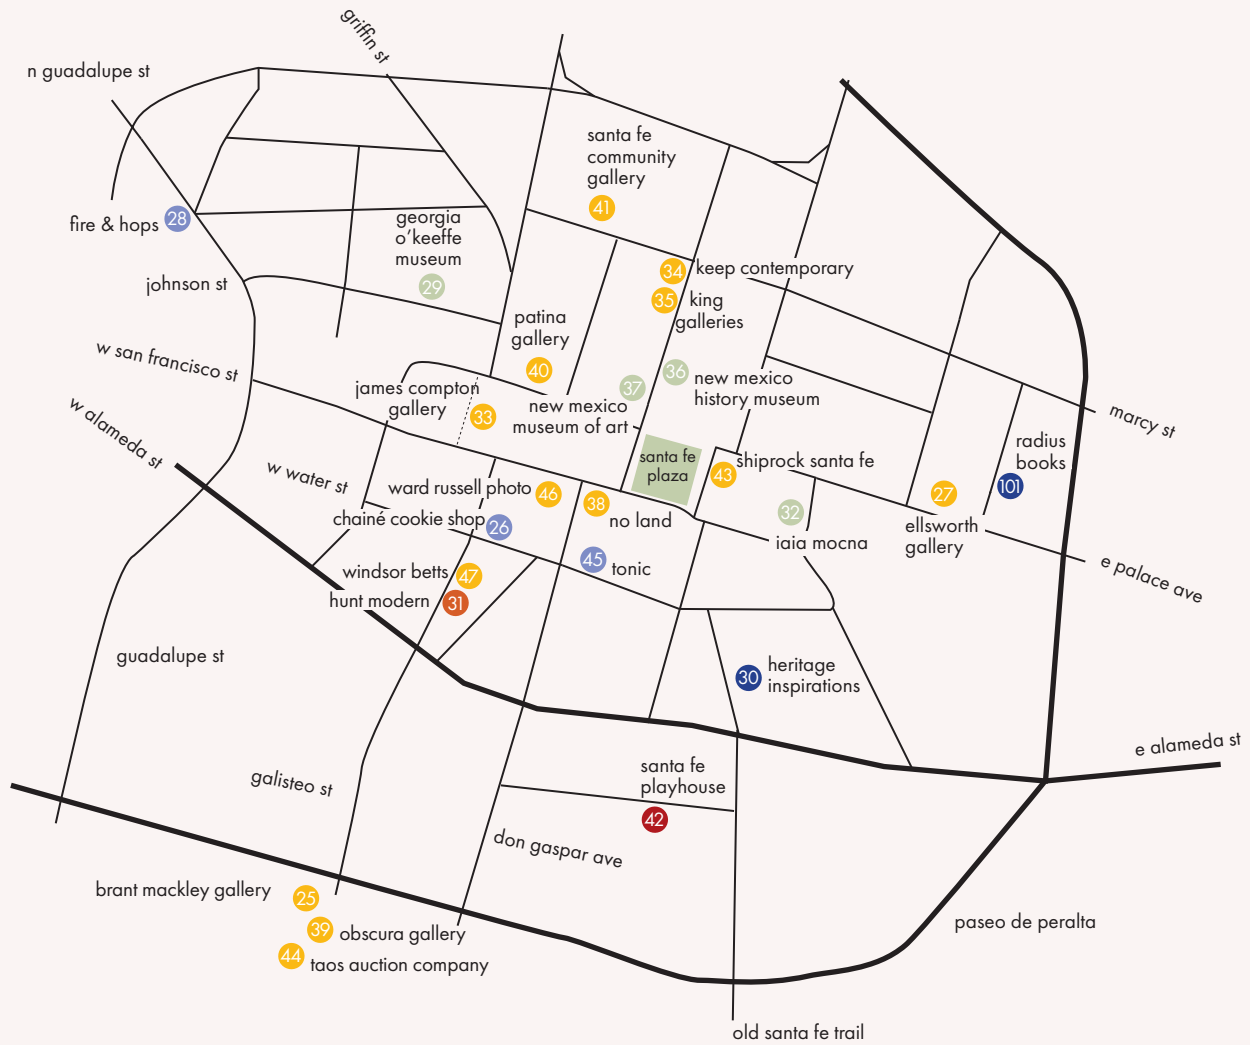 griffin st
n guadalupe st
santa fe
community
gallery
41
fire & hops 28
georgia
o'keeffe
museum
29
johnson st
34 keep contemporary
35 king
galleries
patina
gallery
40
w san francisco st
james compton
gallery
33
37
36
new mexico
history museum
new mexico
museum of art
marcy st
w alameda st
santa fe
plaza
43 shiprock santa fe
radius
books
101
w water st
ward russell photo 46
38
no land
32
iaia mocna
27
ellsworth
gallery
chainé cookie shop 26
45 tonic
e palace ave
windsor betts 47
hunt modern 31
guadalupe st
30 heritage
inspirations
e alameda st
galisteo st
santa fe
playhouse
42
don gaspar ave
brant mackley gallery 25
39 obscura gallery
44 taos auction company
paseo de peralta
old santa fe trail